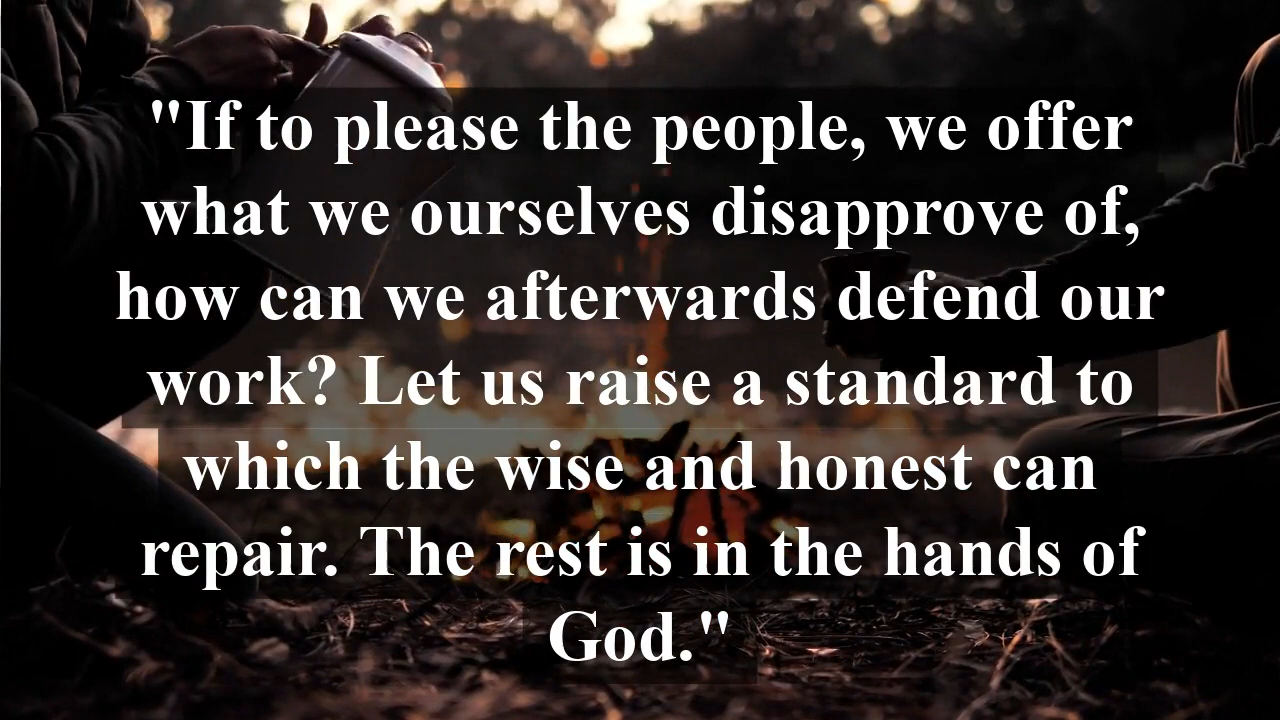 "If to please the people, we offer
what we ourselves disapprove of,
how can we afterwards defend our
work? Let us raise a standard to
which the wise and honest can
repair. The rest is in the hands of
God."